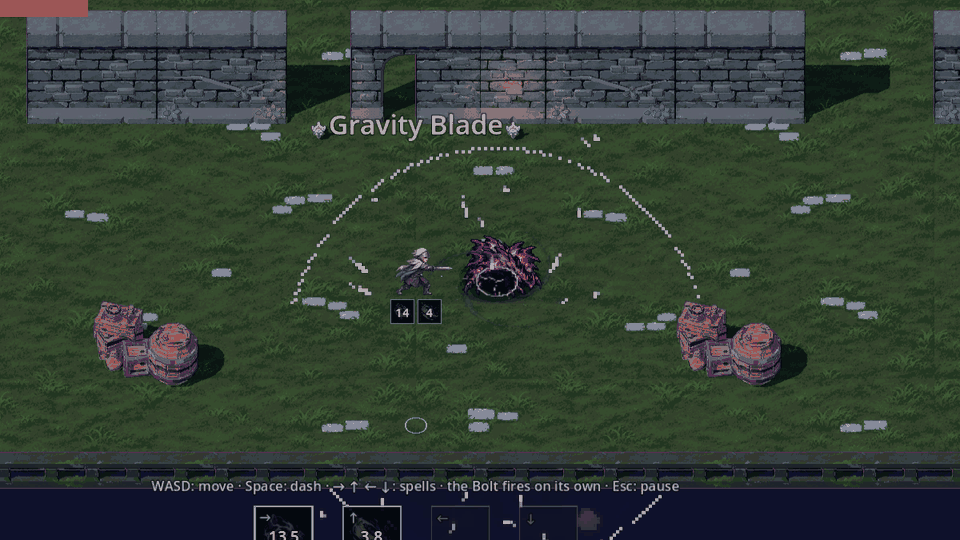 Gravity Blade
14 4
WASD: move · Space: dash · → ↑ ← ↓: spells · the Bolt fires on its own · Esc: pause
→ ↑ ← ↓
13.5 3.8